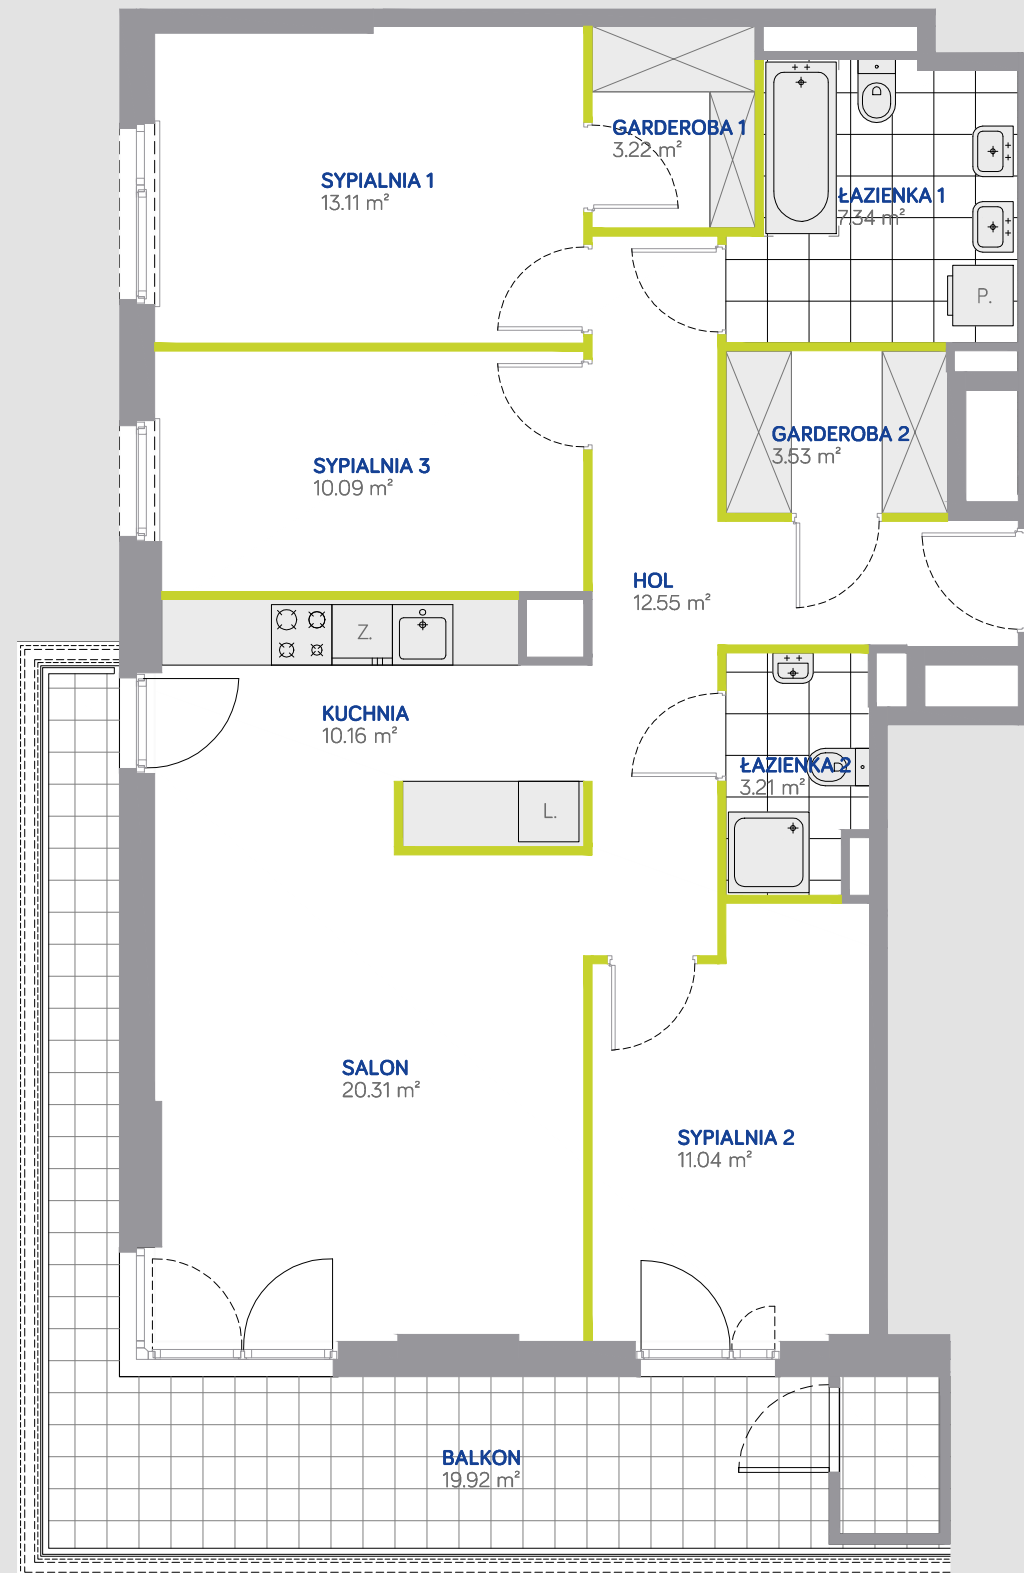 GARDEROBA 1
3.22 m²
SYPIALNIA 1
13.11 m²
ŁAZIENKA 1
7.34 m²
P.
GARDEROBA 2
3.53 m²
SYPIALNIA 3
10.09 m²
HOL
12.55 m²
Z.
KUCHNIA
10.16 m²
ŁAZIENKA 2
3.21 m²
L.
SALON
20.31 m²
SYPIALNIA 2
11.04 m²
BALKON
19.92 m²